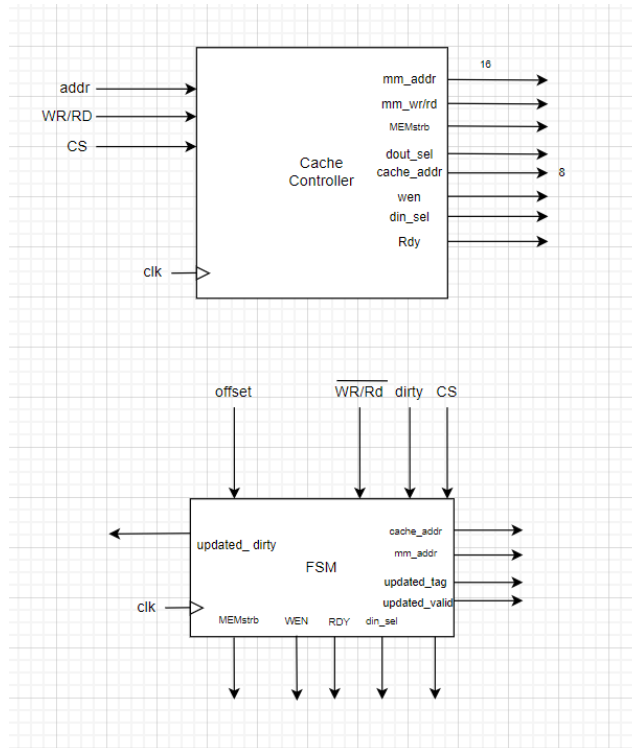 16
mm_addr
addr
mm_wr/rd
WR/RD
MEMstrb
CS
dout_sel
Cache
Controller
cache_addr
8
wen
din_sel
Rdy
clk
offset
WR/Rd
dirty
CS
cache_addr
updated_ dirty
mm_addr
FSM
updated_tag
updated_valid
clk
MEMstrb
WEN
RDY
din_sel